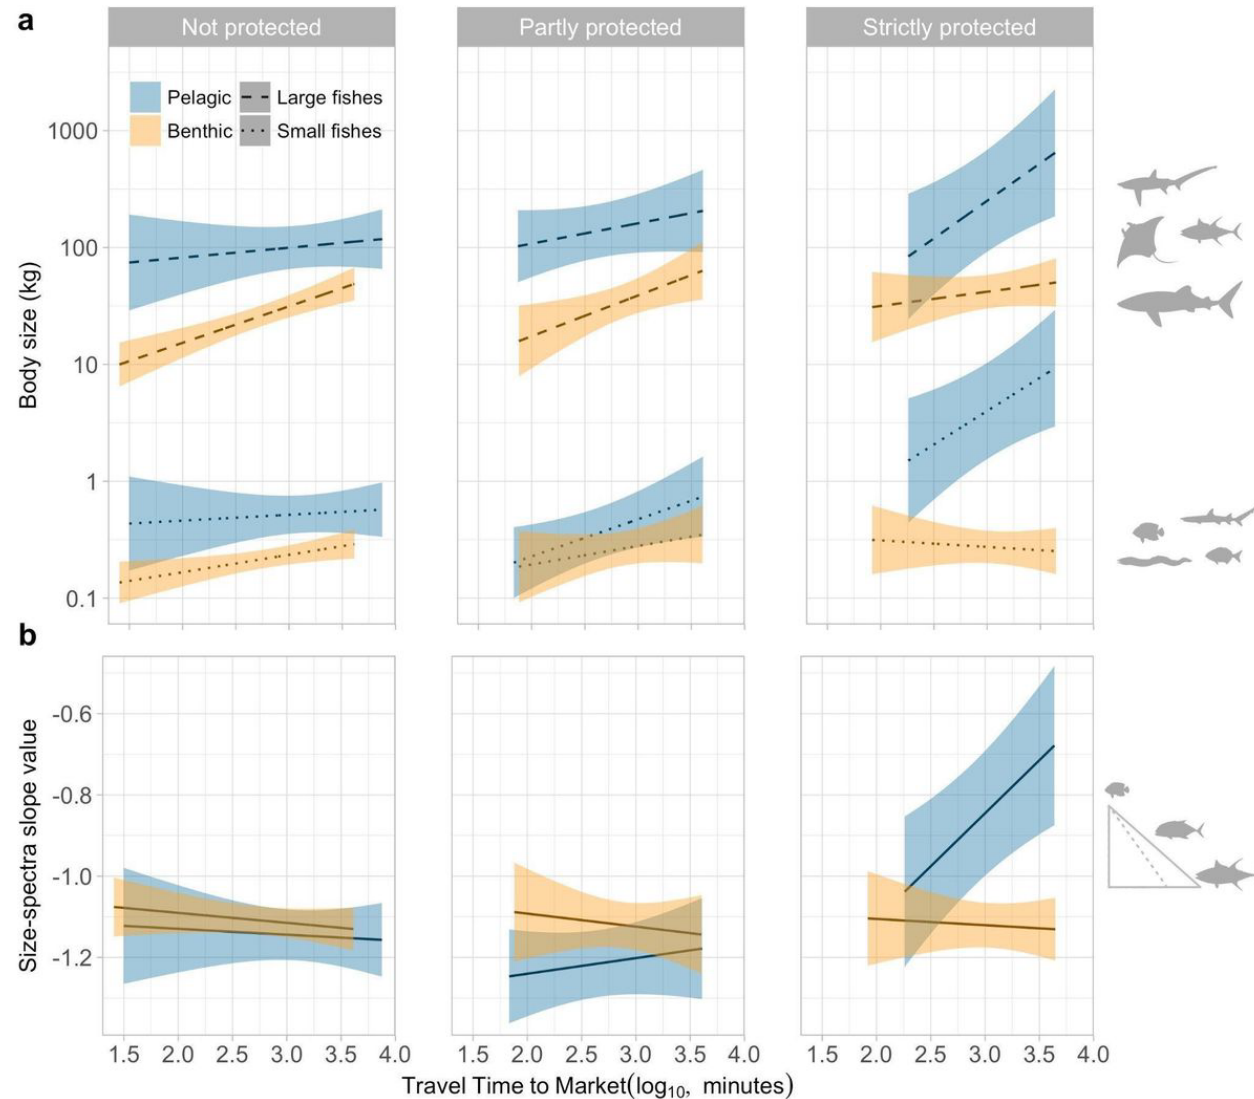 a
Not protected
Partly protected
Strictly protected
Pelagic
Large fishes
Benthic
Small fishes
Body size (kg)
1000
100
10
1
0.1
b
Size-spectra slope value
-0.6
-0.8
-1.0
-1.2
1.5 2.0 2.5 3.0 3.5 4.0
1.5 2.0 2.5 3.0 3.5 4.0
1.5 2.0 2.5 3.0 3.5 4.0
Travel Time to Market(log₁₀, minutes)